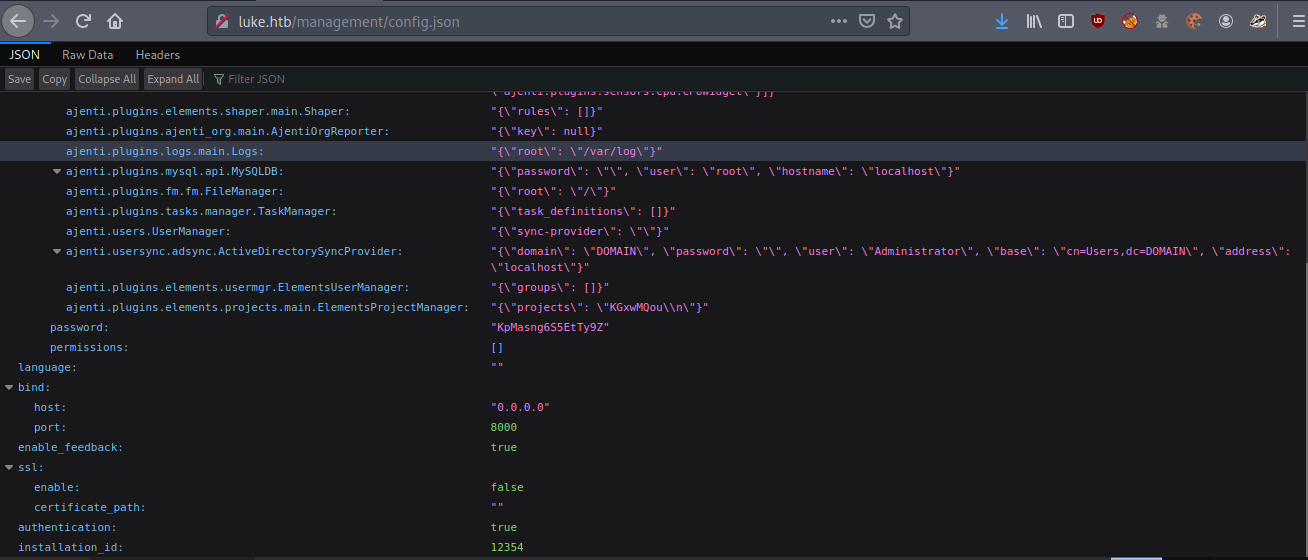 luke.htb/management/config.json
JSON Raw Data Headers
Save Copy Collapse All Expand All Filter JSON
\"ajenti.plugins.sensors.cpu.CPUWidget\"}]}"
ajenti.plugins.elements.shaper.main.Shaper: "{\"rules\": []}"
ajenti.plugins.ajenti_org.main.AjentiOrgReporter: "{\"key\": null}"
ajenti.plugins.logs.main.Logs: "{\"root\": \"/var/log\"}"
ajenti.plugins.mysql.api.MySQLDB: "{\"password\": \"\", \"user\": \"root\", \"hostname\": \"localhost\"}"
ajenti.plugins.fm.fm.FileManager: "{\"root\": \"/\"}"
ajenti.plugins.tasks.manager.TaskManager: "{\"task_definitions\": []}"
ajenti.users.UserManager: "{\"sync-provider\": \"\"}"
ajenti.usersync.adsync.ActiveDirectorySyncProvider: "{\"domain\": \"DOMAIN\", \"password\": \"\", \"user\": \"Administrator\", \"base\": \"cn=Users,dc=DOMAIN\", \"address\":
\"localhost\"}"
ajenti.plugins.elements.usermgr.ElementsUserManager: "{\"groups\": []}"
ajenti.plugins.elements.projects.main.ElementsProjectManager: "{\"projects\": \"KGxwMQou\\n\"}"
password: "KpMasng6S5EtTy9Z"
permissions: []
language: ""
bind:
host: "0.0.0.0"
port: 8000
enable_feedback: true
ssl:
enable: false
certificate_path: ""
authentication: true
installation_id: 12354